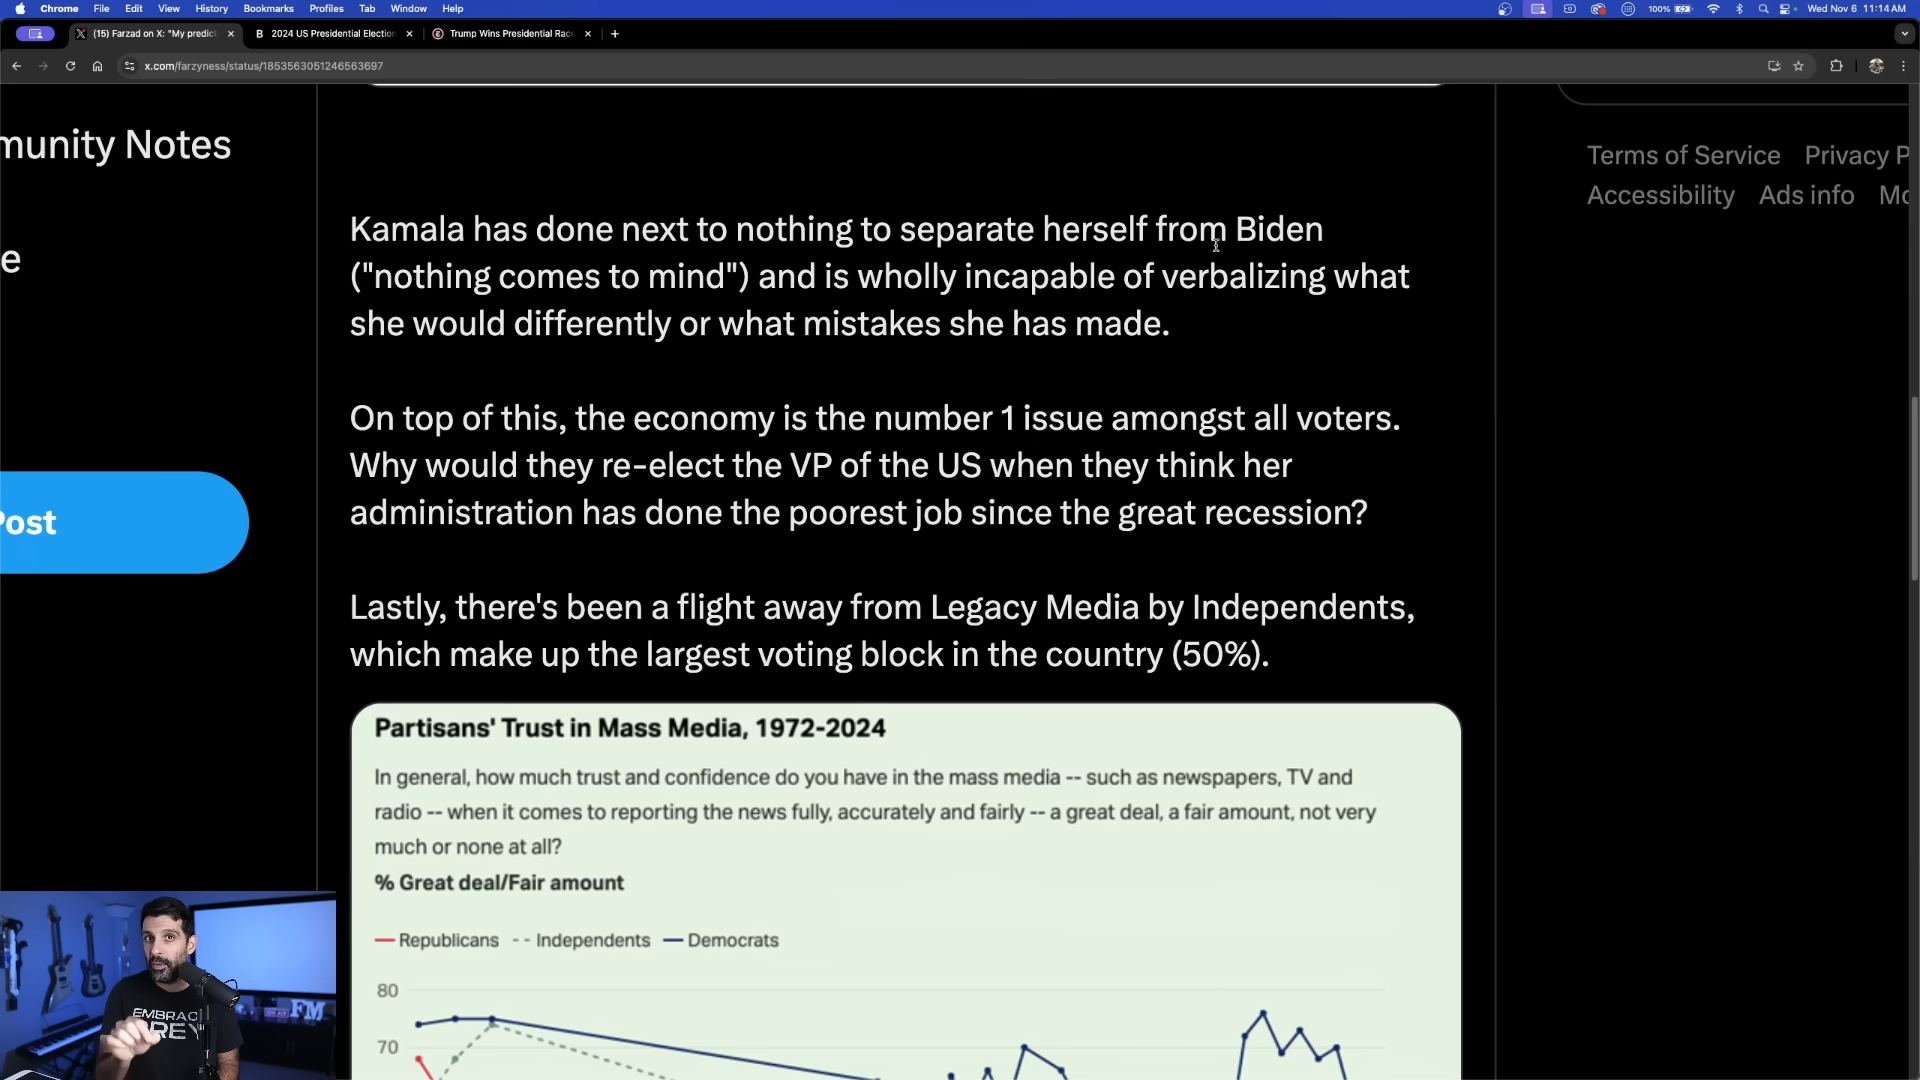 Chrome File Edit View History Bookmarks Profiles Tab Window Help
100% Wed Nov 6 11:14 AM
(15) Farzad on X: "My predic
2024 US Presidential Election
Trump Wins Presidential Race
x.com/farzyness/status/1853563051246563697
munity Notes
e
Post
Terms of Service Privacy P
Accessibility Ads info Mo
Kamala has done next to nothing to separate herself from Biden
("nothing comes to mind") and is wholly incapable of verbalizing what
she would differently or what mistakes she has made.
On top of this, the economy is the number 1 issue amongst all voters.
Why would they re-elect the VP of the US when they think her
administration has done the poorest job since the great recession?
Lastly, there's been a flight away from Legacy Media by Independents,
which make up the largest voting block in the country (50%).
Partisans' Trust in Mass Media, 1972-2024
In general, how much trust and confidence do you have in the mass media -- such as newspapers, TV and
radio -- when it comes to reporting the news fully, accurately and fairly -- a great deal, a fair amount, not very
much or none at all?
% Great deal/Fair amount
Republicans Independents Democrats
80
70
EMBRAC
REY
FM